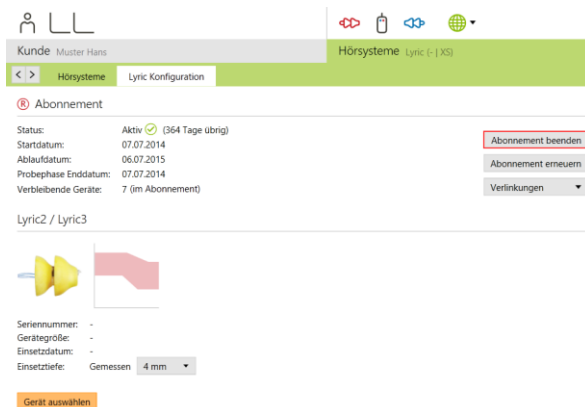 Kunde Muster Hans
Hörsysteme Lyric (- | XS)
< > Hörsysteme Lyric Konfiguration
R Abonnement
Status: Aktiv (364 Tage übrig)
Startdatum: 07.07.2014
Ablaufdatum: 06.07.2015
Probephase Enddatum: 07.07.2014
Verbleibende Geräte: 7 (im Abonnement)
Abonnement beenden
Abonnement erneuern
Verlinkungen
Lyric2 / Lyric3
Seriennummer: -
Gerätegröße: -
Einsetzdatum: -
Einsetztiefe: Gemessen 4 mm
Gerät auswählen